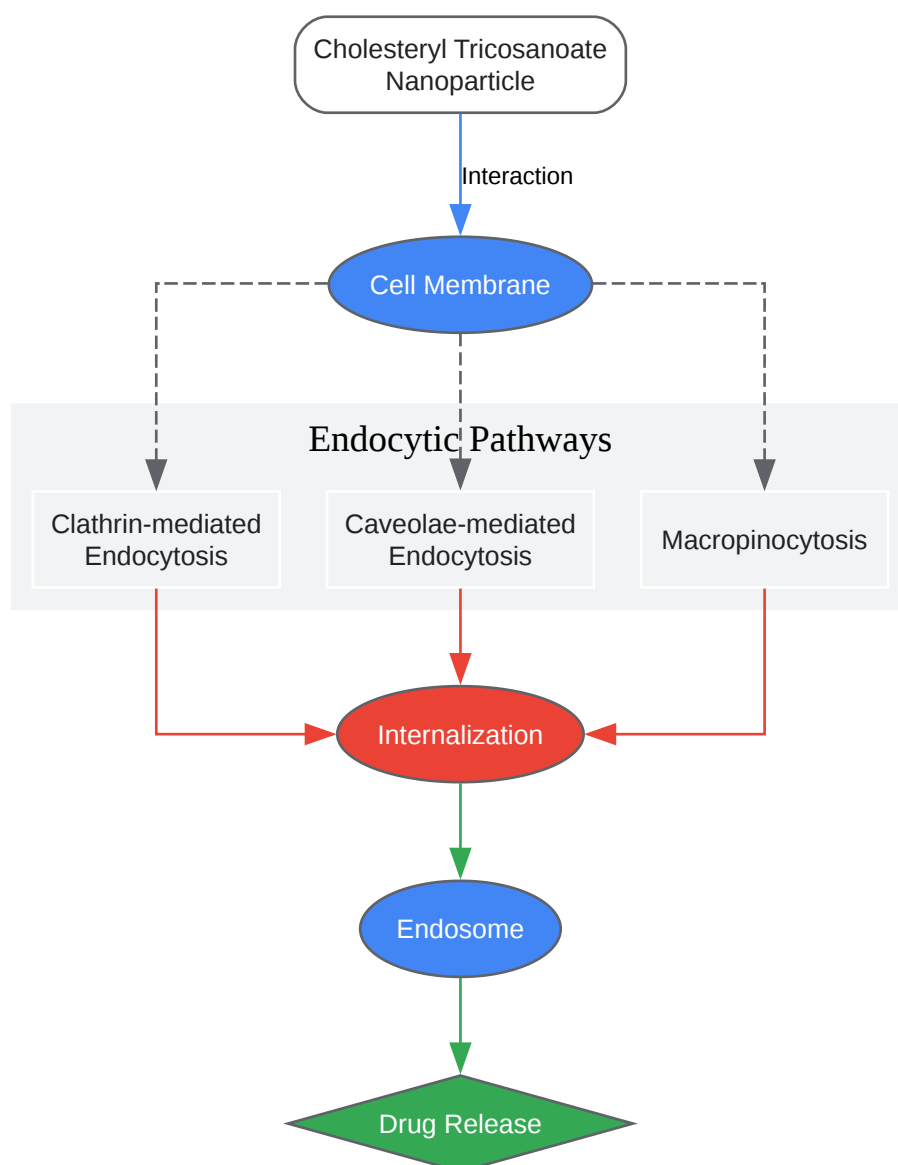 Cholesteryl Tricosanoate
Nanoparticle
Interaction
Cell Membrane
Endocytic Pathways
Clathrin-mediated
Endocytosis
Caveolae-mediated
Endocytosis
Macropinocytosis
Internalization
Endosome
Drug Release